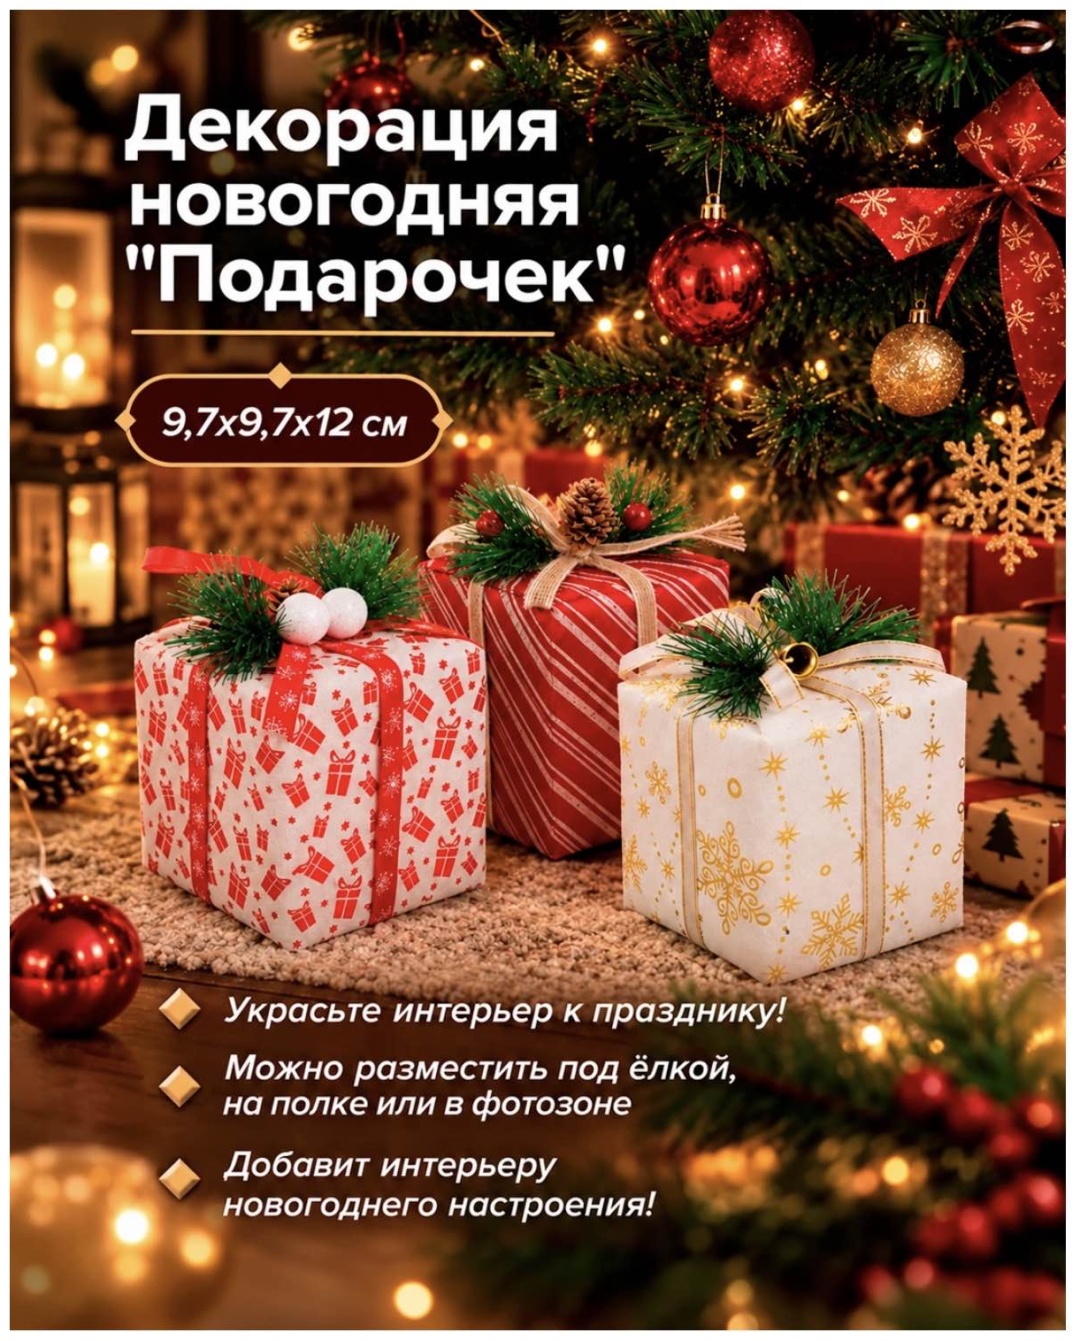 Декорация
новогодняя
"Подарочек"
9,7x9,7x12 см
Украсьте интерьер к празднику!
Можно разместить под ёлкой,
на полке или в фотозоне
Добавит интерьеру
новогоднего настроения!